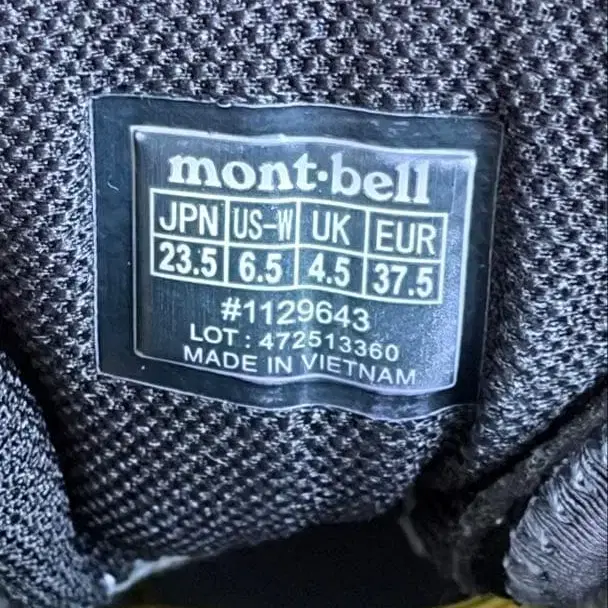 mont·bell
JPN US-W UK EUR
23.5 6.5 4.5 37.5
#1129643
LOT : 472513360
MADE IN VIETNAM